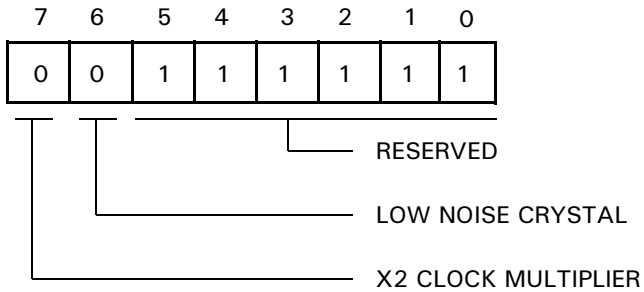 7 6 5 4 3 2 1 0
0 0 1 1 1 1 1 1
RESERVED
LOW NOISE CRYSTAL
X2 CLOCK MULTIPLIER